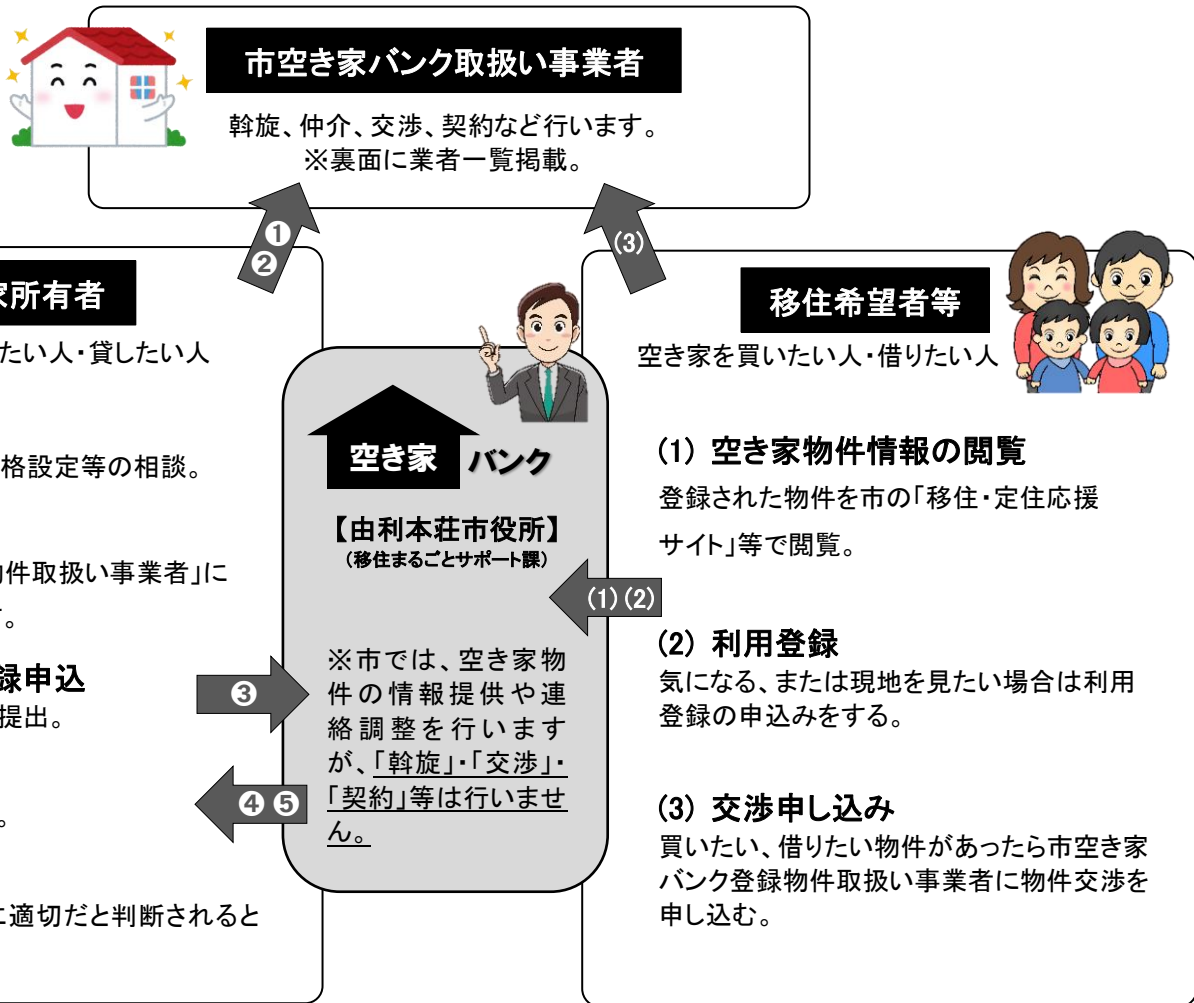 市空き家バンク取扱い事業者
斡旋、仲介、交渉、契約など行います。
※裏面に業者一覧掲載。
❶
❷
(3)
家所有者
たい人・貸したい人
格設定等の相談。
物件取扱い事業者」に
す。
録申込
提出。
。
に適切だと判断されると
❸
❹ ❺
空き家 バンク
【由利本荘市役所】
(移住まるごとサポート課)
※市では、空き家物
件の情報提供や連
絡調整を行います
が、「斡旋」・「交渉」・
「契約」等は行いませ
ん。
(1)(2)
移住希望者等
空き家を買いたい人・借りたい人
(1) 空き家物件情報の閲覧
登録された物件を市の「移住・定住応援
サイト」等で閲覧。
(2) 利用登録
気になる、または現地を見たい場合は利用
登録の申込みをする。
(3) 交渉申し込み
買いたい、借りたい物件があったら市空き家
バンク登録物件取扱い事業者に物件交渉を
申し込む。